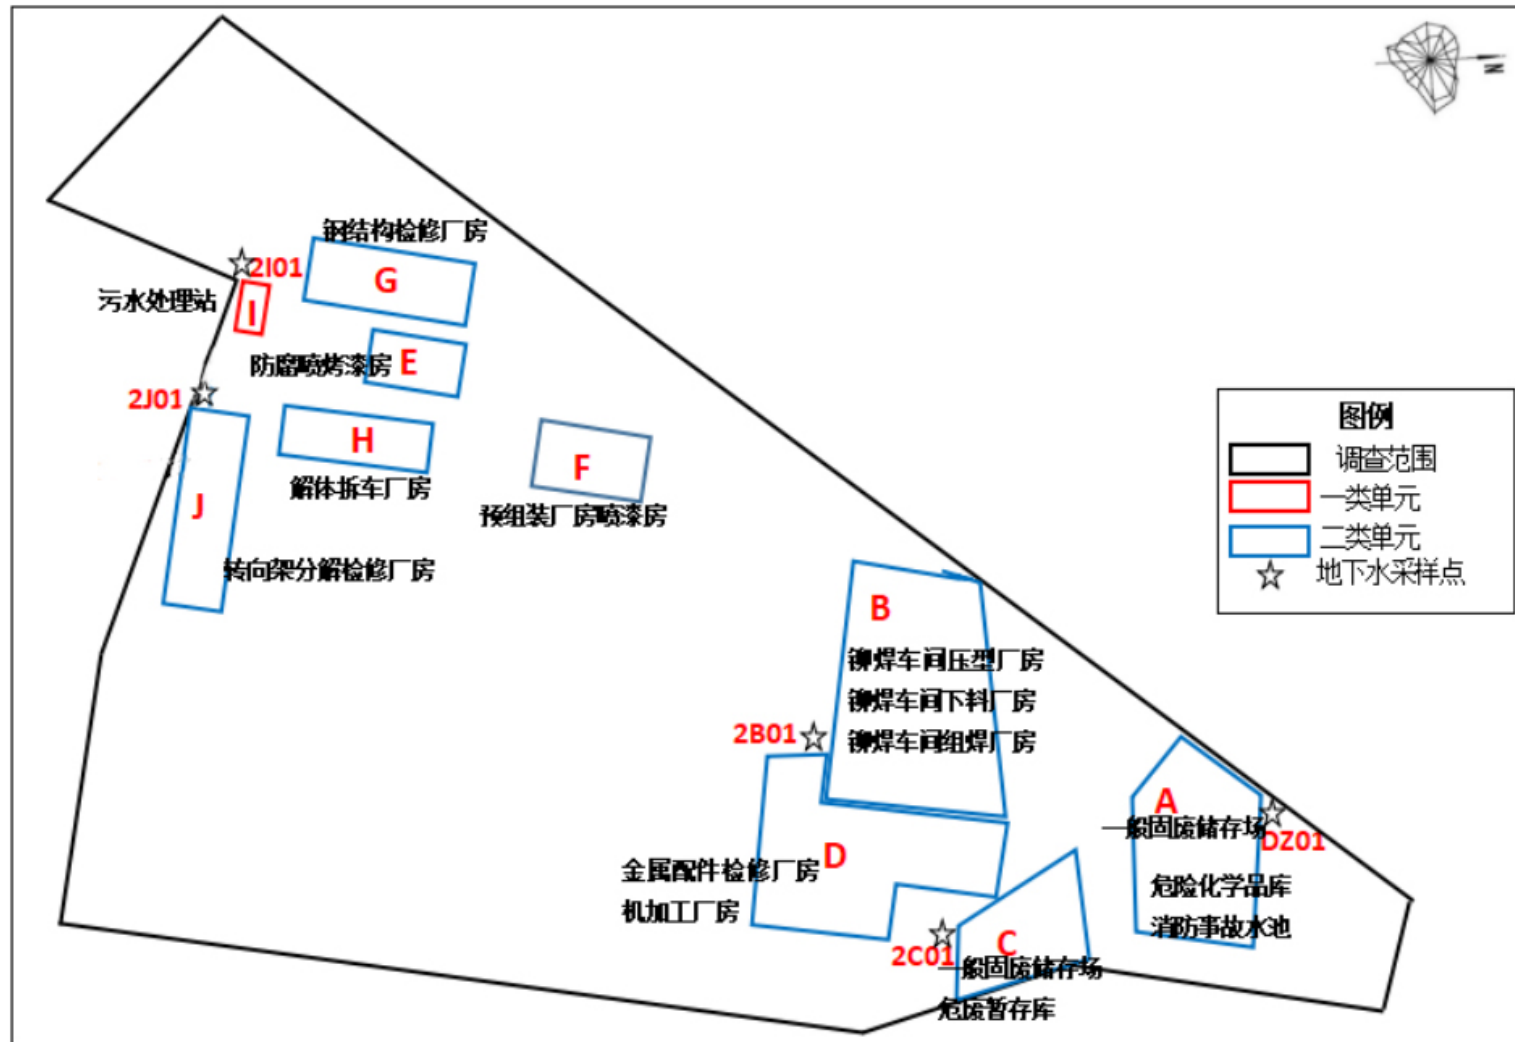 N
钢结构检修厂房
G
2I01
污水处理站
I
防腐喷烤漆房
E
2J01
H
解体拆车厂房
F
预组装厂房喷漆房
J
转向架分解检修厂房
图例
调查范围
一类单元
二类单元
地下水采样点
B
铆焊车间压型厂房
铆焊车间下料厂房
铆焊车间组焊厂房
2B01
A
一般固废储存场
DZ01
危险化学品库
消防事故水池
D
金属配件检修厂房
机加工厂房
2C01
C
一般固废储存场
危废暂存库